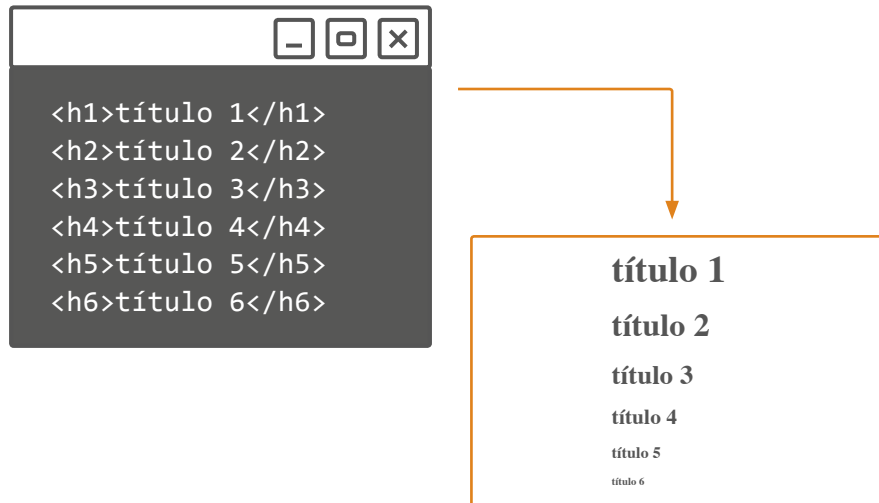 <h1>título 1</h1>
<h2>título 2</h2>
<h3>título 3</h3>
<h4>título 4</h4>
<h5>título 5</h5>
<h6>título 6</h6>
título 1
título 2
título 3
título 4
título 5
título 6